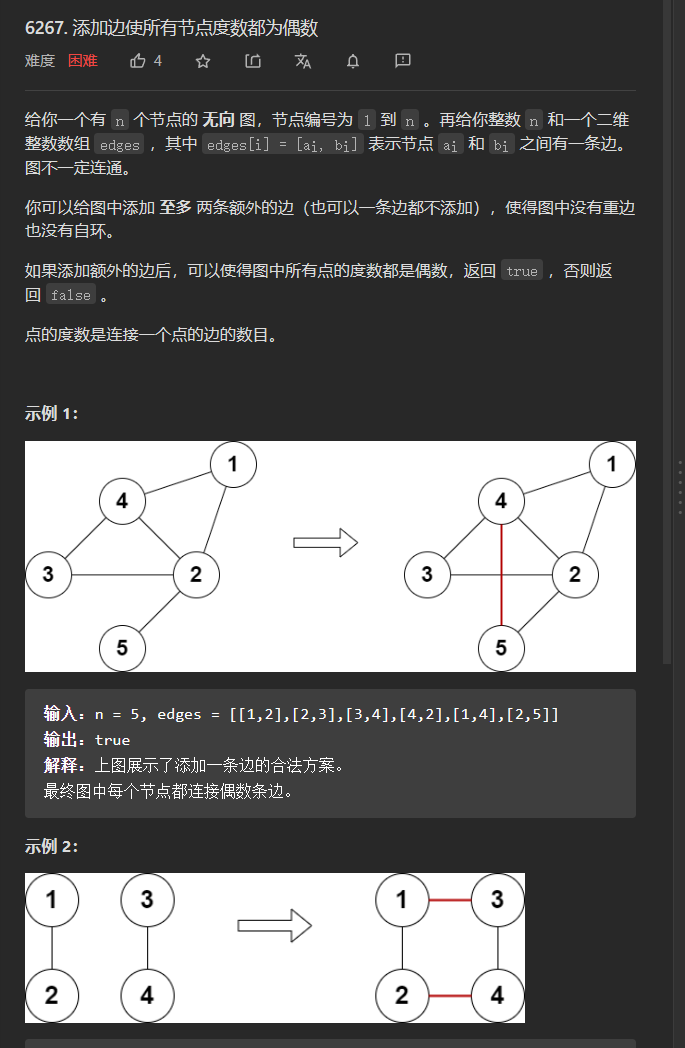 6267. 添加边使所有节点度数都为偶数
难度 困难 4
给你一个有 n 个节点的 无向 图，节点编号为 1 到 n 。再给你整数 n 和一个二维
整数数组 edges ，其中 edges[i] = [ai, bi] 表示节点 ai 和 bi 之间有一条边。
图不一定连通。
你可以给图中添加 至多 两条额外的边（也可以一条边都不添加），使得图中没有重边
也没有自环。
如果添加额外的边后，可以使得图中所有点的度数都是偶数，返回 true ，否则返
回 false 。
点的度数是连接一个点的边的数目。
示例 1：
1 1
4 4
3 2 3 2
5 5
输入：n = 5, edges = [[1,2],[2,3],[3,4],[4,2],[1,4],[2,5]]
输出：true
解释：上图展示了添加一条边的合法方案。
最终图中每个节点都连接偶数条边。
示例 2：
1 3 1 3
2 4 2 4